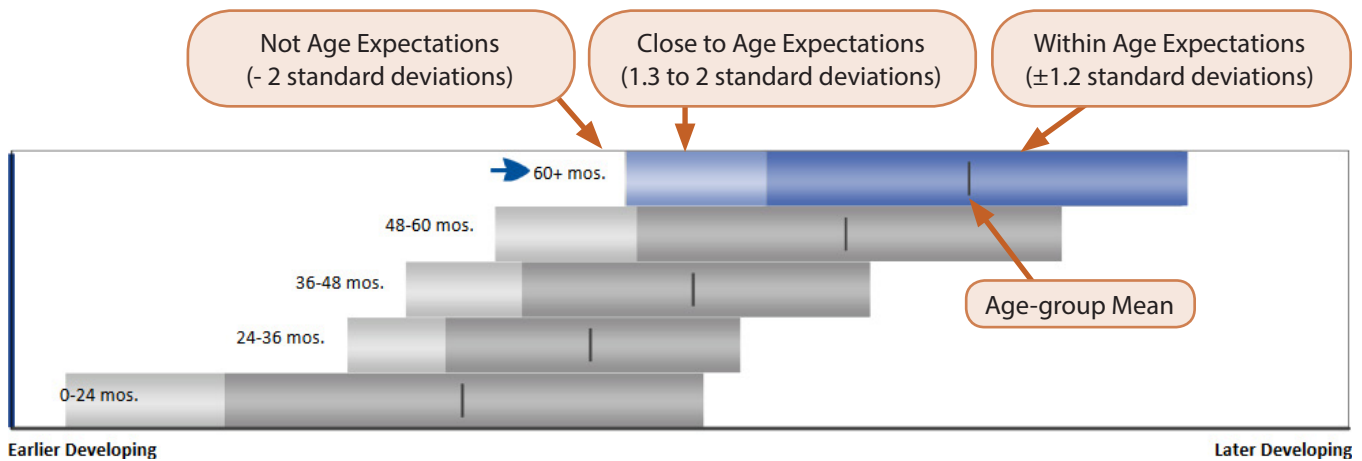 Not Age Expectations
(- 2 standard deviations)
Close to Age Expectations
(1.3 to 2 standard deviations)
Within Age Expectations
(±1.2 standard deviations)
60+ mos.
48-60 mos.
36-48 mos.
Age-group Mean
24-36 mos.
0-24 mos.
Earlier Developing
Later Developing